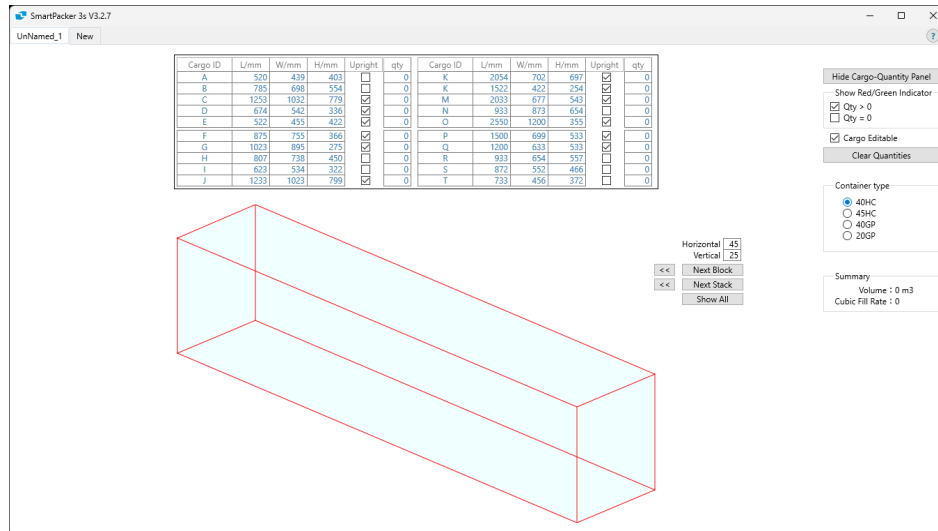 SmartPacker 3s V3.2.7
UnNamed_1 New
?
Cargo ID L/mm W/mm H/mm Upright qty Cargo ID L/mm W/mm H/mm Upright qty
A 520 439 403 0 K 2054 702 697 0
B 785 698 554 0 K 1522 422 254 0
C 1253 1032 779 0 M 2033 677 543 0
D 674 542 336 0 N 933 873 654 0
E 522 455 422 0 O 2550 1200 355 0
F 875 755 366 0 P 1500 699 533 0
G 1023 895 275 0 Q 1200 633 533 0
H 807 738 450 0 R 933 654 557 0
I 623 534 322 0 S 872 552 466 0
J 1233 1023 799 0 T 733 456 372 0
Hide Cargo-Quantity Panel
Show Red/Green Indicator
Qty > 0
Qty = 0
Cargo Editable
Clear Quantities
Container type
40HC
45HC
40GP
20GP
Horizontal 45
Vertical 25
<< Next Block
<< Next Stack
Show All
Summary
Volume : 0 m3
Cubic Fill Rate : 0